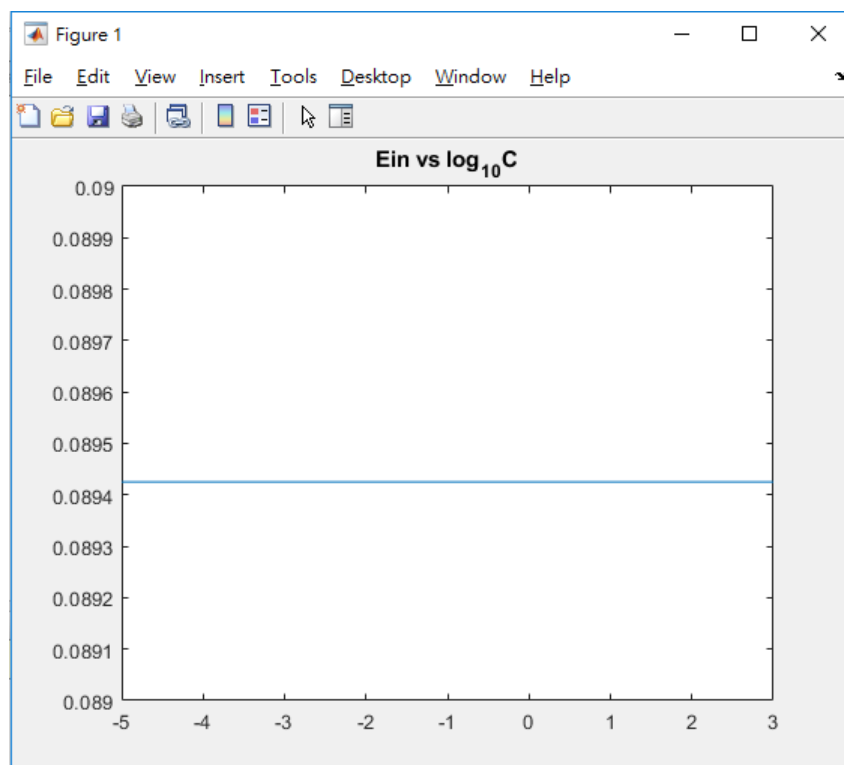 Figure 1
File Edit View Insert Tools Desktop Window Help
Ein vs log10C
0.09
0.0899
0.0898
0.0897
0.0896
0.0895
0.0894
0.0893
0.0892
0.0891
0.089
-5 -4 -3 -2 -1 0 1 2 3